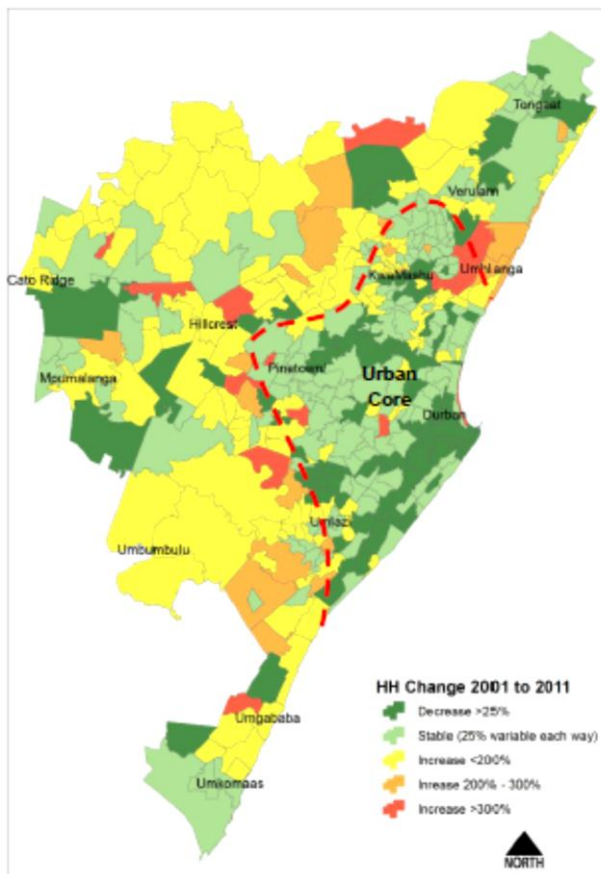 Tongaat
Verulam
Cato Ridge
KwaMashu
Umhlanga
Hillcrest
Pinetown
Urban
Core
Mpumalanga
Durban
Umlazi
Umbumbulu
HH Change 2001 to 2011
Decrease >25%
Stable (25% variable each way)
Increase <200%
Inrease 200% - 300%
Increase >300%
Umgababa
Umkomaas
NORTH